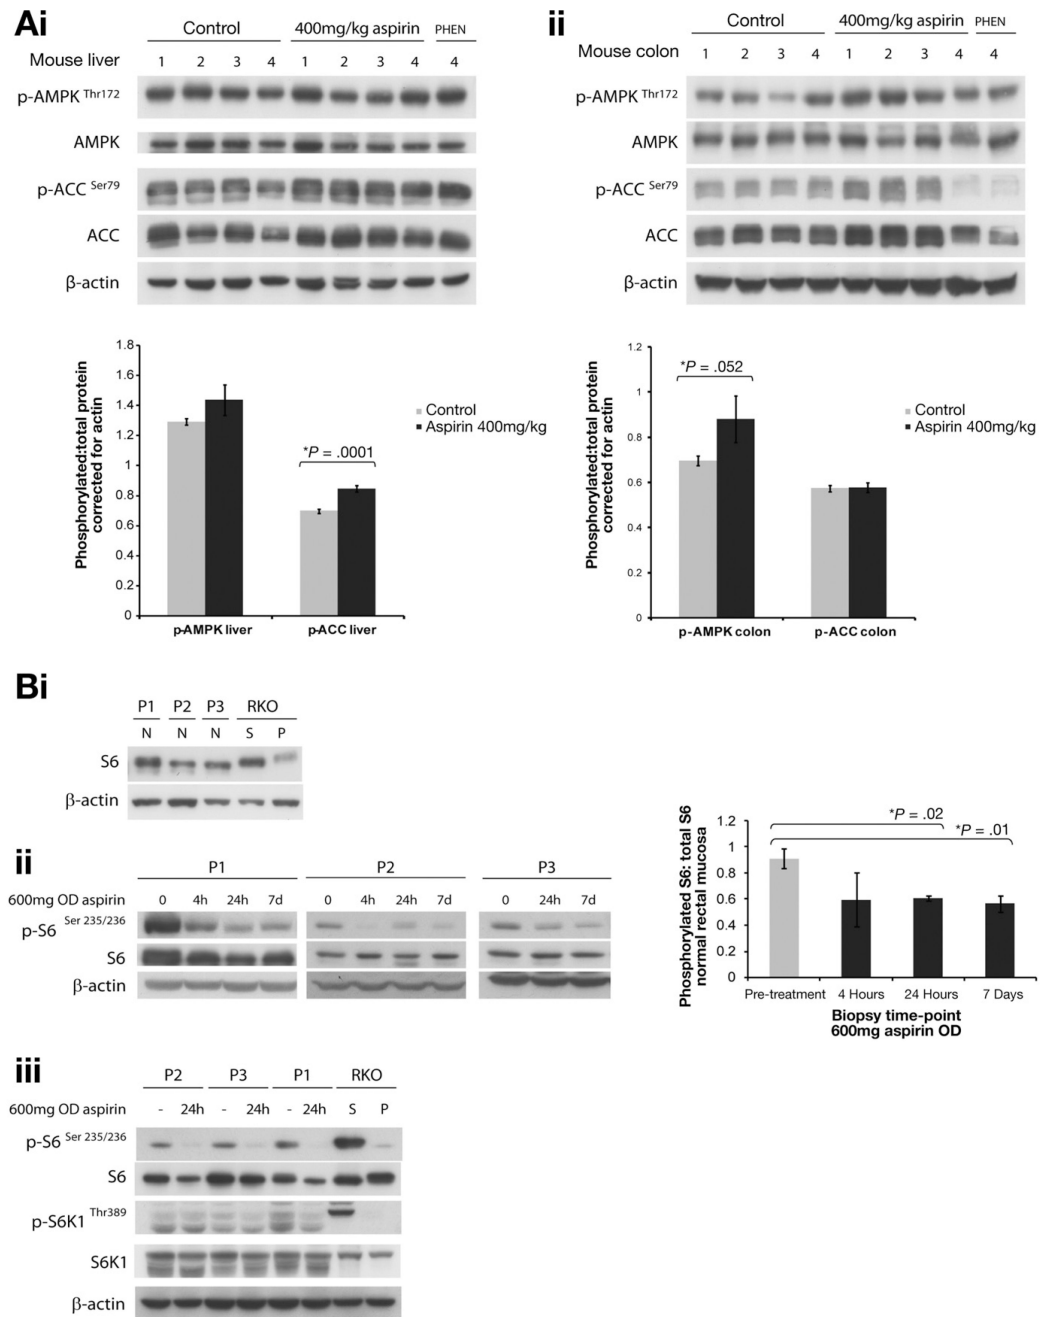 Ai
Control 400mg/kg aspirin PHEN
Mouse liver 1 2 3 4 1 2 3 4 4
p-AMPK Thr172
AMPK
p-ACC Ser79
ACC
β-actin
Phosphorylated:total protein
corrected for actin
1.8
1.6
1.4
1.2
1
0.8
0.6
0.4
0.2
0
*P = .0001
Control
Aspirin 400mg/kg
p-AMPK liver p-ACC liver
ii
Control 400mg/kg aspirin PHEN
Mouse colon 1 2 3 4 1 2 3 4 4
p-AMPK Thr172
AMPK
p-ACC Ser79
ACC
β-actin
Phosphorylated:total protein
corrected for actin
1.2
1
0.8
0.6
0.4
0.2
0
*P = .052
Control
Aspirin 400mg/kg
p-AMPK colon p-ACC colon
Bi
P1 P2 P3 RKO
N N N S P
S6
β-actin
ii
P1 P2 P3
600mg OD aspirin 0 4h 24h 7d 0 4h 24h 7d 0 24h 7d
p-S6 Ser 235/236
S6
β-actin
Phosphorylated S6: total S6
normal rectal mucosa
1.2
1
0.8
0.6
0.4
0.2
0
*P = .02
*P = .01
Pre-treatment 4 Hours 24 Hours 7 Days
Biopsy time-point
600mg aspirin OD
iii
P2 P3 P1 RKO
600mg OD aspirin - 24h - 24h - 24h S P
p-S6 Ser 235/236
S6
p-S6K1 Thr389
S6K1
β-actin